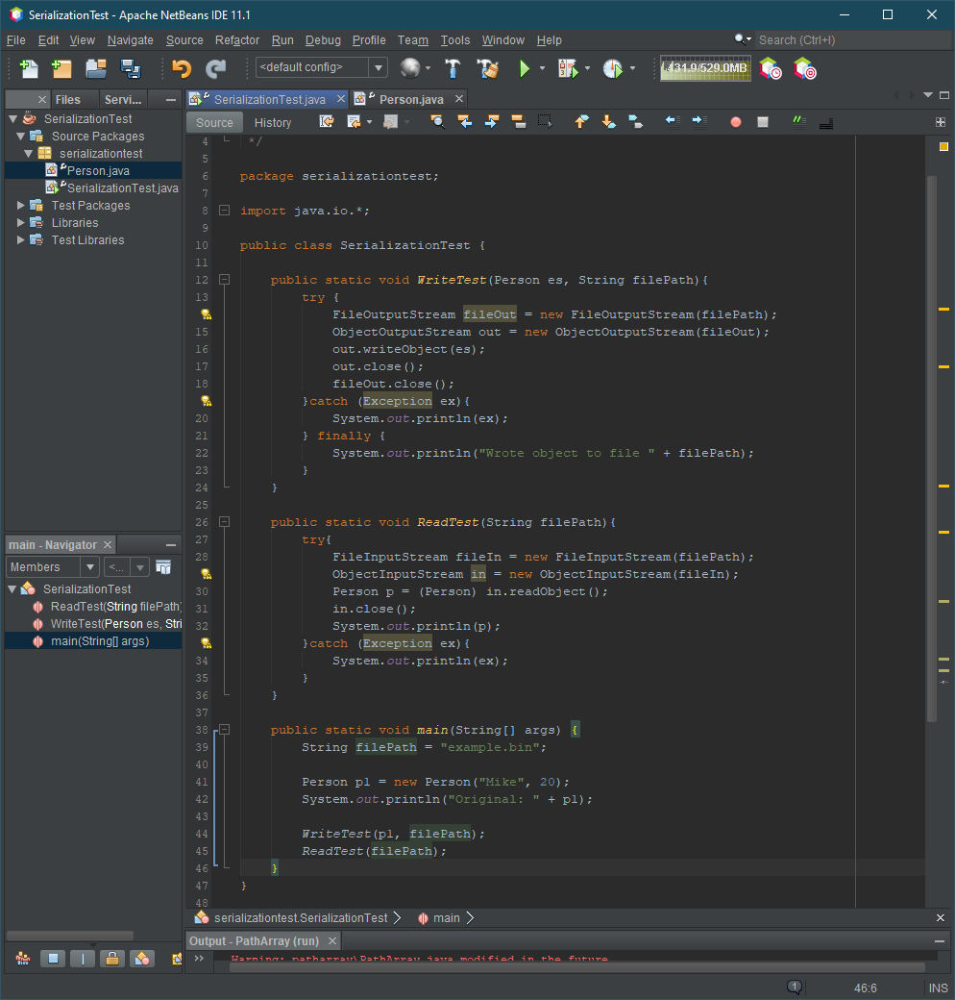 SerializationTest - Apache NetBeans IDE 11.1
File Edit View Navigate Source Refactor Run Debug Profile Team Tools Window Help
Search (Ctrl+I)
<default config>
431.9/529.0MB
Files Servi...
SerializationTest
Source Packages
serializationtest
Person.java
SerializationTest.java
Test Packages
Libraries
Test Libraries
main - Navigator
Members
<...
SerializationTest
ReadTest(String filePath)
WriteTest(Person es, Stri
main(String[] args)
SerializationTest.java Person.java
Source History
4 */
5
6 package serializationtest;
7
8 import java.io.*;
9
10 public class SerializationTest {
11
12 public static void WriteTest(Person es, String filePath){
13 try {
FileOutputStream fileOut = new FileOutputStream(filePath);
15 ObjectOutputStream out = new ObjectOutputStream(fileOut);
16 out.writeObject(es);
17 out.close();
18 fileOut.close();
}catch (Exception ex){
20 System.out.println(ex);
21 } finally {
22 System.out.println("Wrote object to file " + filePath);
23 }
24 }
25
26 public static void ReadTest(String filePath){
27 try{
28 FileInputStream fileIn = new FileInputStream(filePath);
ObjectInputStream in = new ObjectInputStream(fileIn);
30 Person p = (Person) in.readObject();
31 in.close();
32 System.out.println(p);
}catch (Exception ex){
34 System.out.println(ex);
35 }
36 }
37
38 public static void main(String[] args) {
39 String filePath = "example.bin";
40
41 Person p1 = new Person("Mike", 20);
42 System.out.println("Original: " + p1);
43
44 WriteTest(p1, filePath);
45 ReadTest(filePath);
46 }
47 }
48
serializationtest.SerializationTest main
Output - PathArray (run)
Warning: patharray\PathArray.java modified in the future.
1
46:6 INS